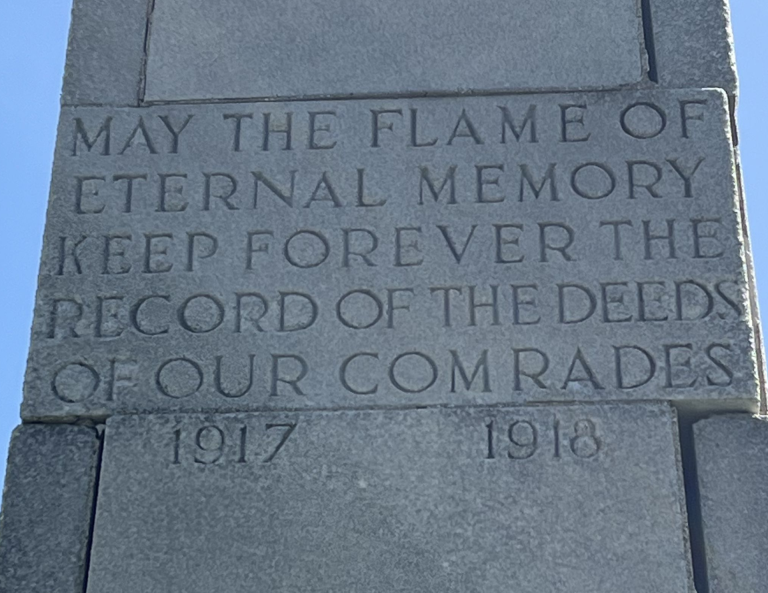 MAY THE FLAME OF
ETERNAL MEMORY
KEEP FOREVER THE
RECORD OF THE DEEDS
OF OUR COMRADES
1917 1918